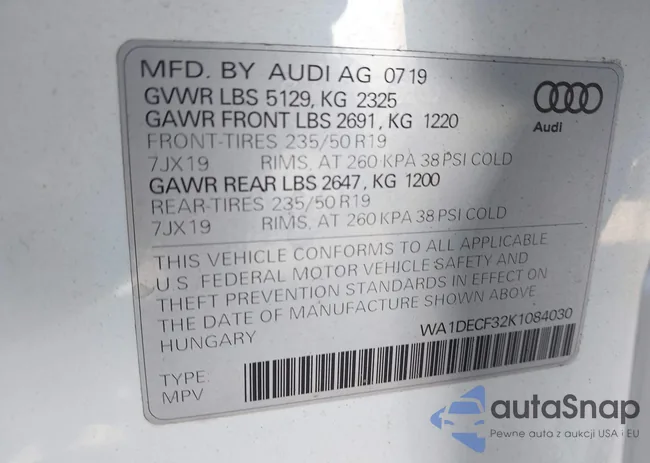 MFD. BY AUDI AG 0719
GVWR LBS 5129, KG 2325
GAWR FRONT LBS 2691, KG 1220
FRONT-TIRES 235/50 R19
7JX19 RIMS, AT 260 KPA 38 PSI COLD
GAWR REAR LBS 2647, KG 1200
REAR-TIRES 235/50 R19
7JX19 RIMS, AT 260 KPA 38 PSI COLD
Audi
THIS VEHICLE CONFORMS TO ALL APPLICABLE
U.S. FEDERAL MOTOR VEHICLE SAFETY AND
THEFT PREVENTION STANDARDS IN EFFECT ON
THE DATE OF MANUFACTURE SHOWN ABOVE
HUNGARY
WA1DECF32K1084030
TYPE:
MPV
autaSnap
Pewne auta z aukcji USA i EU